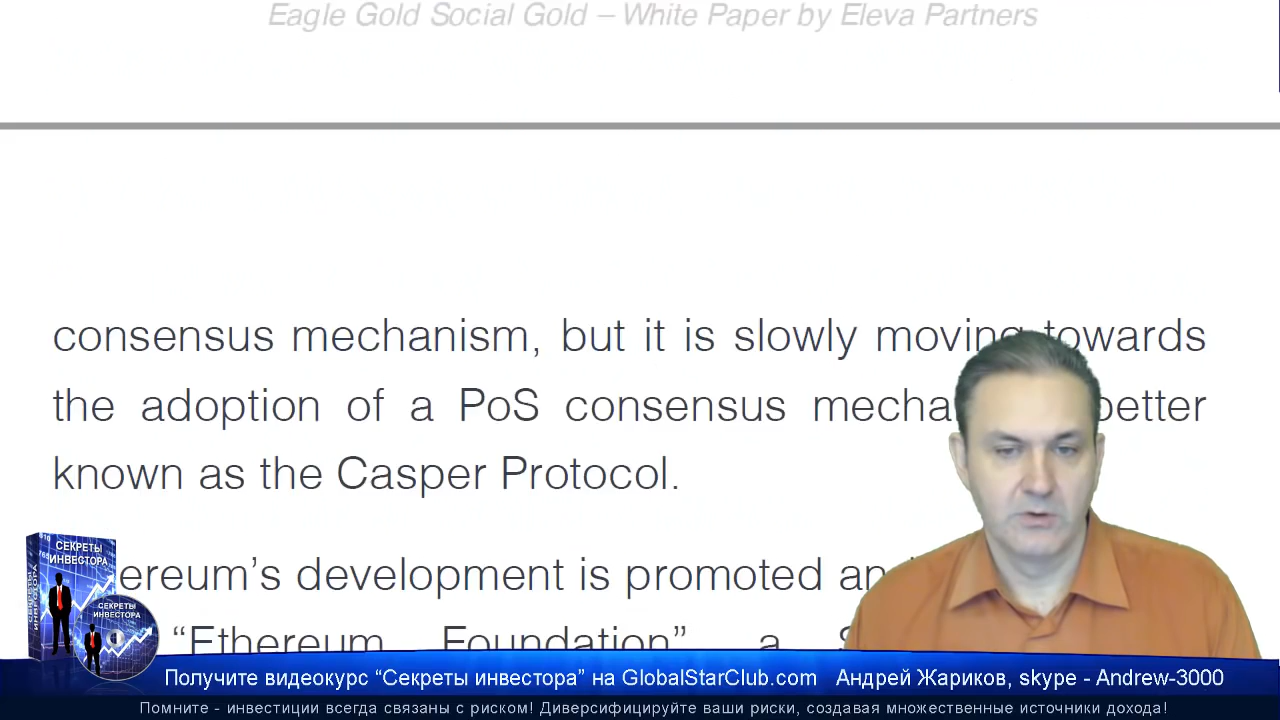 Eagle Gold Social Gold – White Paper by Eleva Partners
consensus mechanism, but it is slowly moving towards
the adoption of a PoS consensus better
known as the Casper Protocol.
development is promoted
“Ethereum Foundation” a
СЕКРЕТЫ
ИНВЕСТОРА
СЕКРЕТЫ
ИНВЕСТОРА
Получите видеокурс “Секреты инвестора” на GlobalStarClub.com Андрей Жариков, skype - Andrew-3000
Помните - инвестиции всегда связаны с риском! Диверсифицируйте ваши риски, создавая множественные источники дохода!